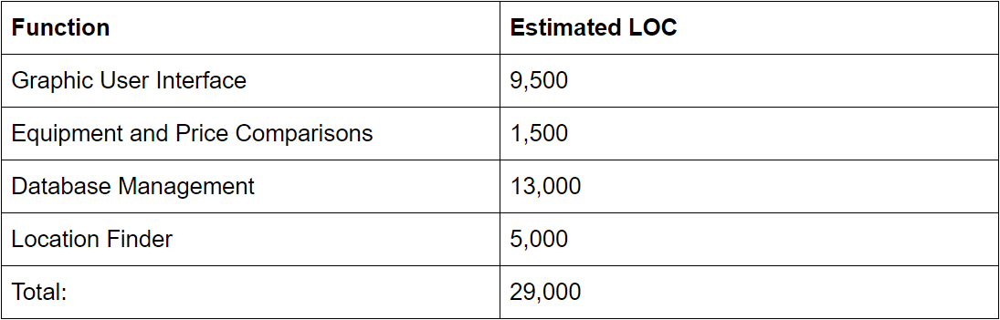 Function Estimated LOC
Graphic User Interface 9,500
Equipment and Price Comparisons 1,500
Database Management 13,000
Location Finder 5,000
Total: 29,000